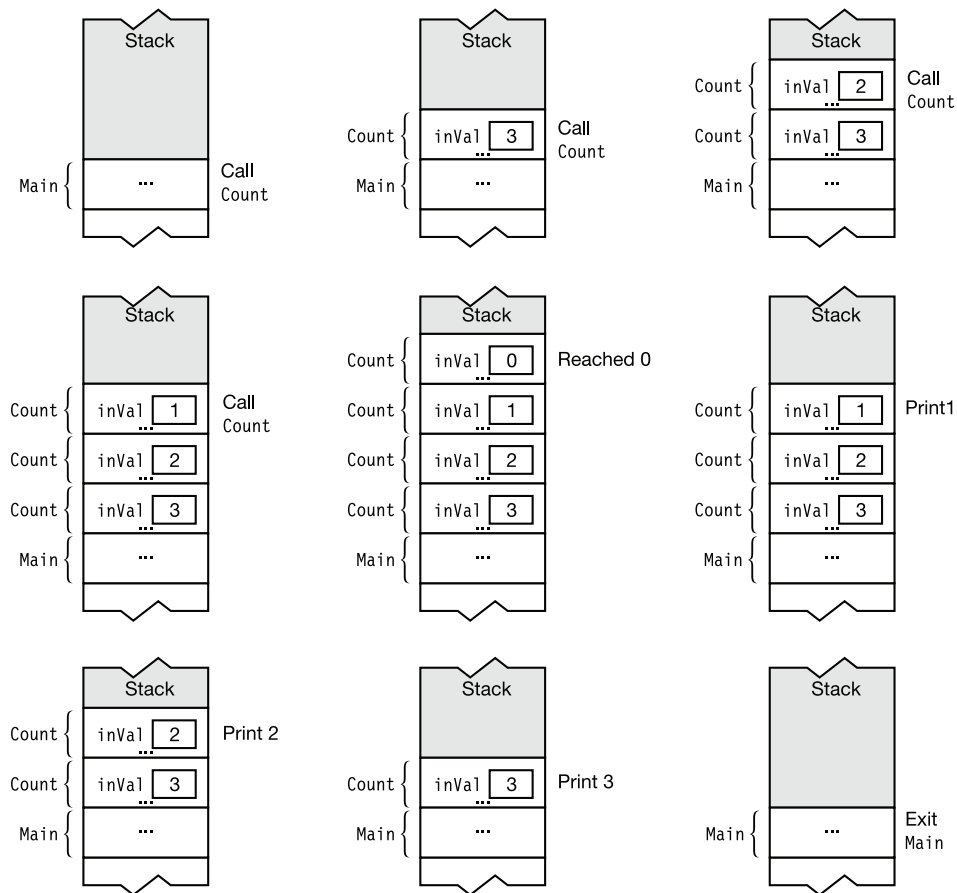 Stack
Main
...
Call
Count
Stack
Count
inVal 3
...
Call
Count
Main
...
Stack
Count
inVal 2
...
Call
Count
Count
inVal 3
...
Main
...
Stack
Count
inVal 1
...
Call
Count
Count
inVal 2
...
Count
inVal 3
...
Main
...
Stack
Count
inVal 0
...
Reached 0
Count
inVal 1
...
Count
inVal 2
...
Count
inVal 3
...
Main
...
Stack
Count
inVal 1
...
Print1
Count
inVal 2
...
Count
inVal 3
...
Main
...
Stack
Count
inVal 2
...
Print 2
Count
inVal 3
...
Main
...
Stack
Count
inVal 3
...
Print 3
Main
...
Stack
Main
...
Exit
Main